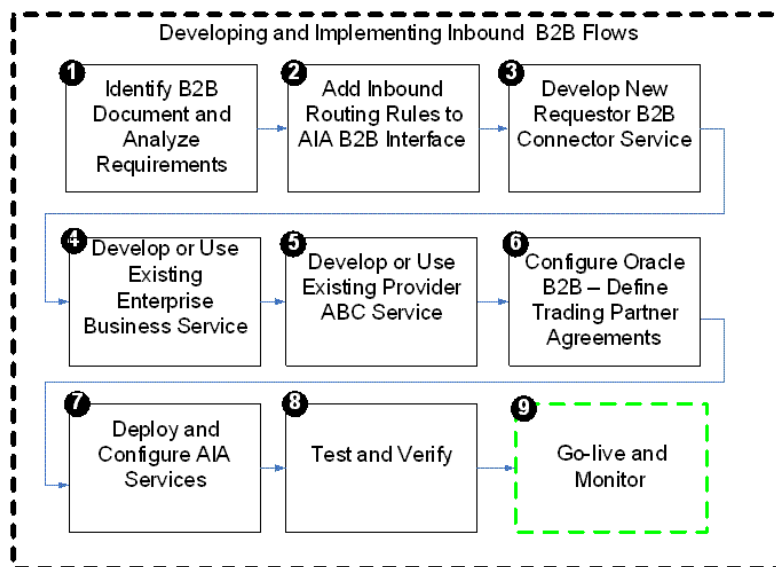 Developing and Implementing Inbound B2B Flows
1
Identify B2B
Document and
Analyze
Requirements
2
Add Inbound
Routing Rules to
AIA B2B Interface
3
Develop New
Requestor B2B
Connector Service
4
Develop or Use
Existing
Enterprise
Business Service
5
Develop or Use
Existing Provider
ABC Service
6
Configure Oracle
B2B – Define
Trading Partner
Agreements
7
Deploy and
Configure AIA
Services
8
Test and Verify
9
Go-live and
Monitor